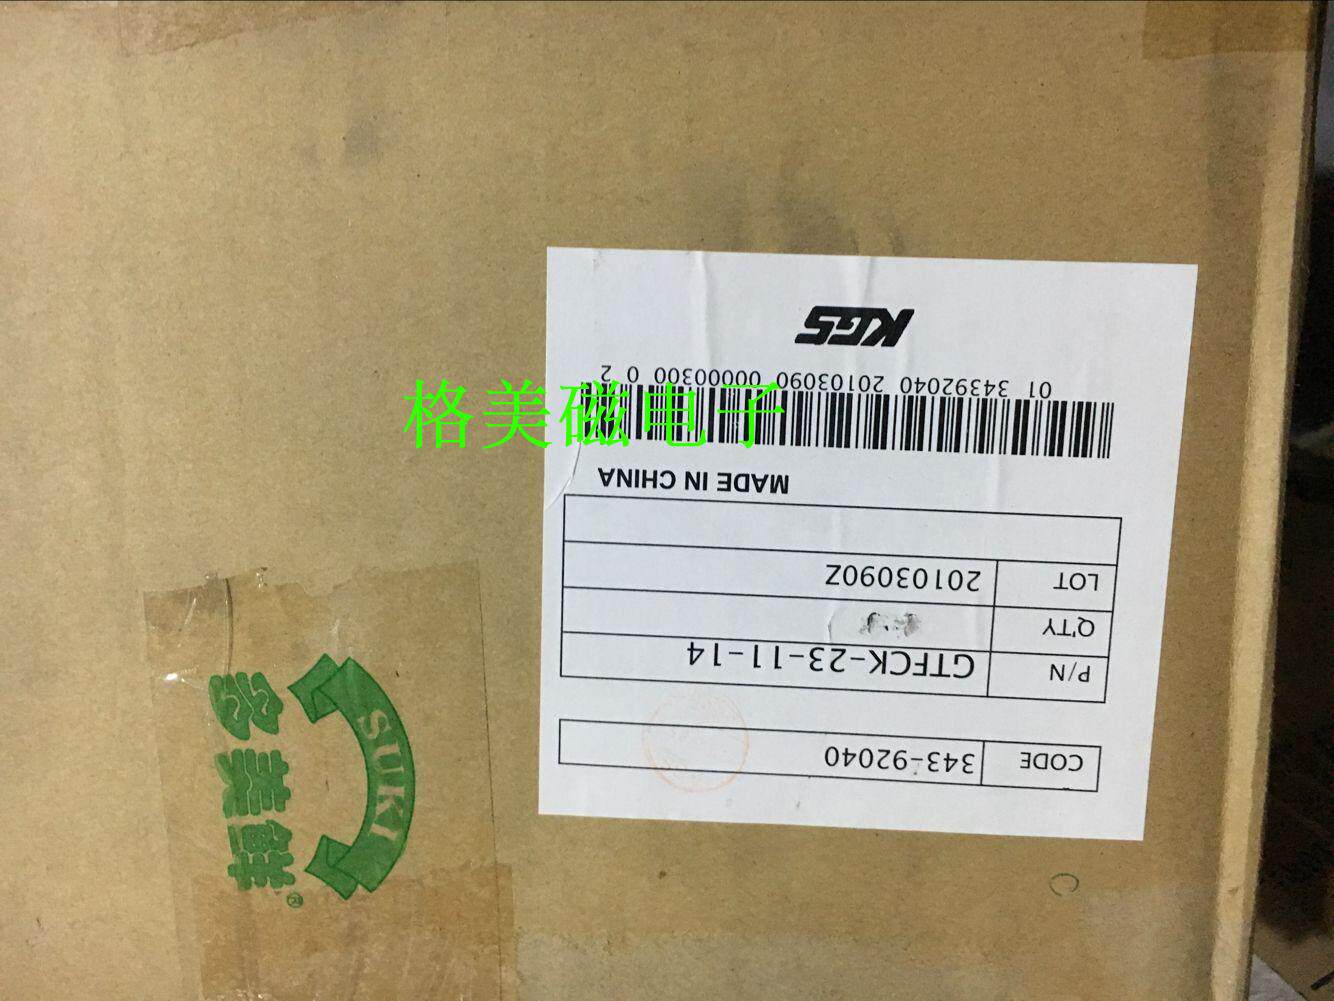 CODE 343-92040
P/N GTFCK-23-11-14
Q'TY
LOT 20103090Z
MADE IN CHINA
01 34392040 20103090 00000300 0 2
KGS
格美磁电子
SUKI
多美鲜®